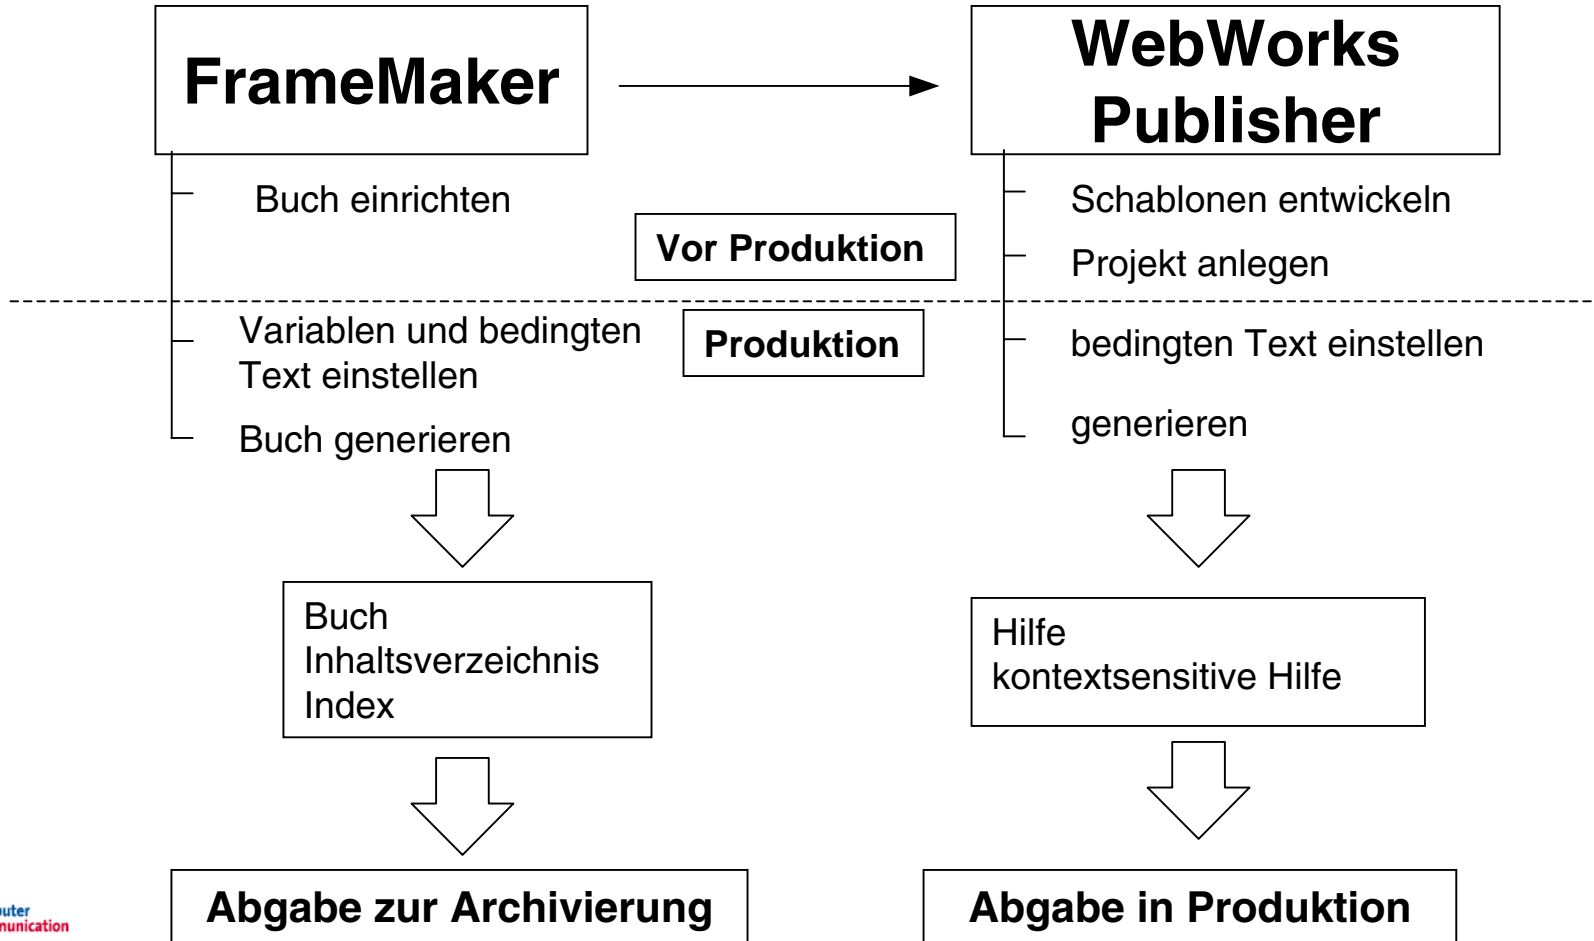 FrameMaker
WebWorks
Publisher
Buch einrichten
Schablonen entwickeln
Vor Produktion
Projekt anlegen
Variablen und bedingten
Text einstellen
Produktion
bedingten Text einstellen
Buch generieren
generieren
Buch
Inhaltsverzeichnis
Index
Hilfe
kontextsensitive Hilfe
Abgabe zur Archivierung
Abgabe in Produktion